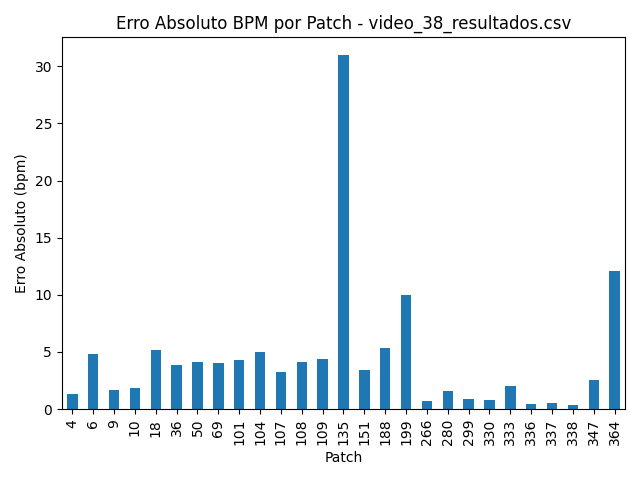 Erro Absoluto BPM por Patch - video_38_resultados.csv
30
25
20
15
10
5
0
Erro Absoluto (bpm)
4 6 9 10 18 36 50 69 101 104 107 108 109 135 151 188 199 266 280 299 330 333 336 337 338 347 364
Patch